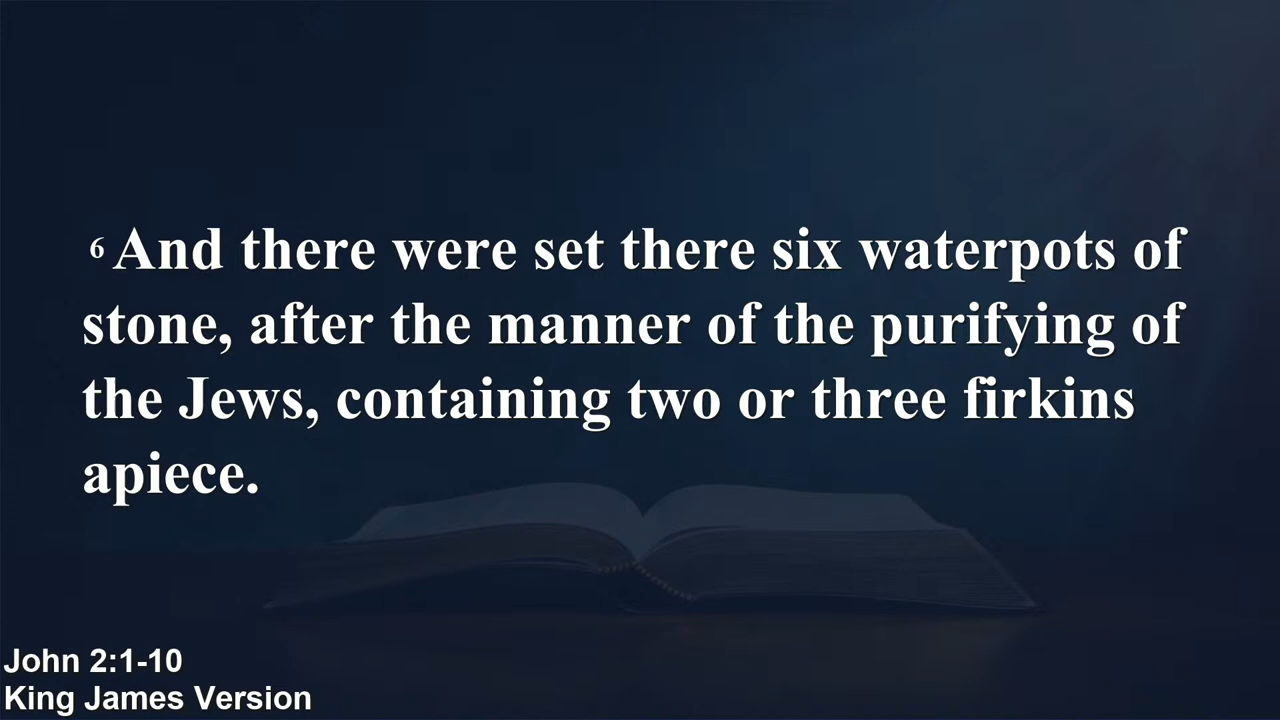 6 And there were set there six waterpots of
stone, after the manner of the purifying of
the Jews, containing two or three firkins
apiece.
John 2:1-10
King James Version